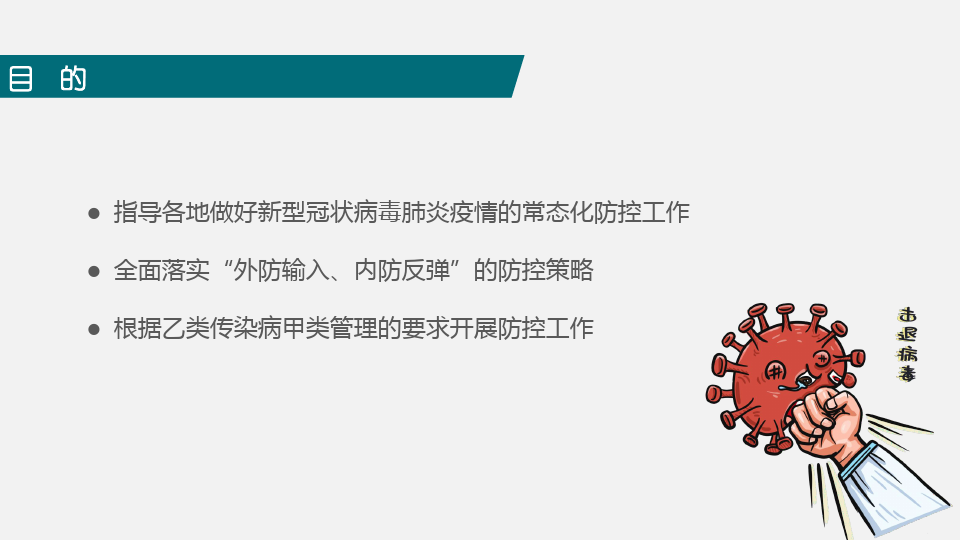 目 的
● 指导各地做好新型冠状病毒肺炎疫情的常态化防控工作
● 全面落实“外防输入、内防反弹”的防控策略
● 根据乙类传染病甲类管理的要求开展防控工作
击
退
病
毒